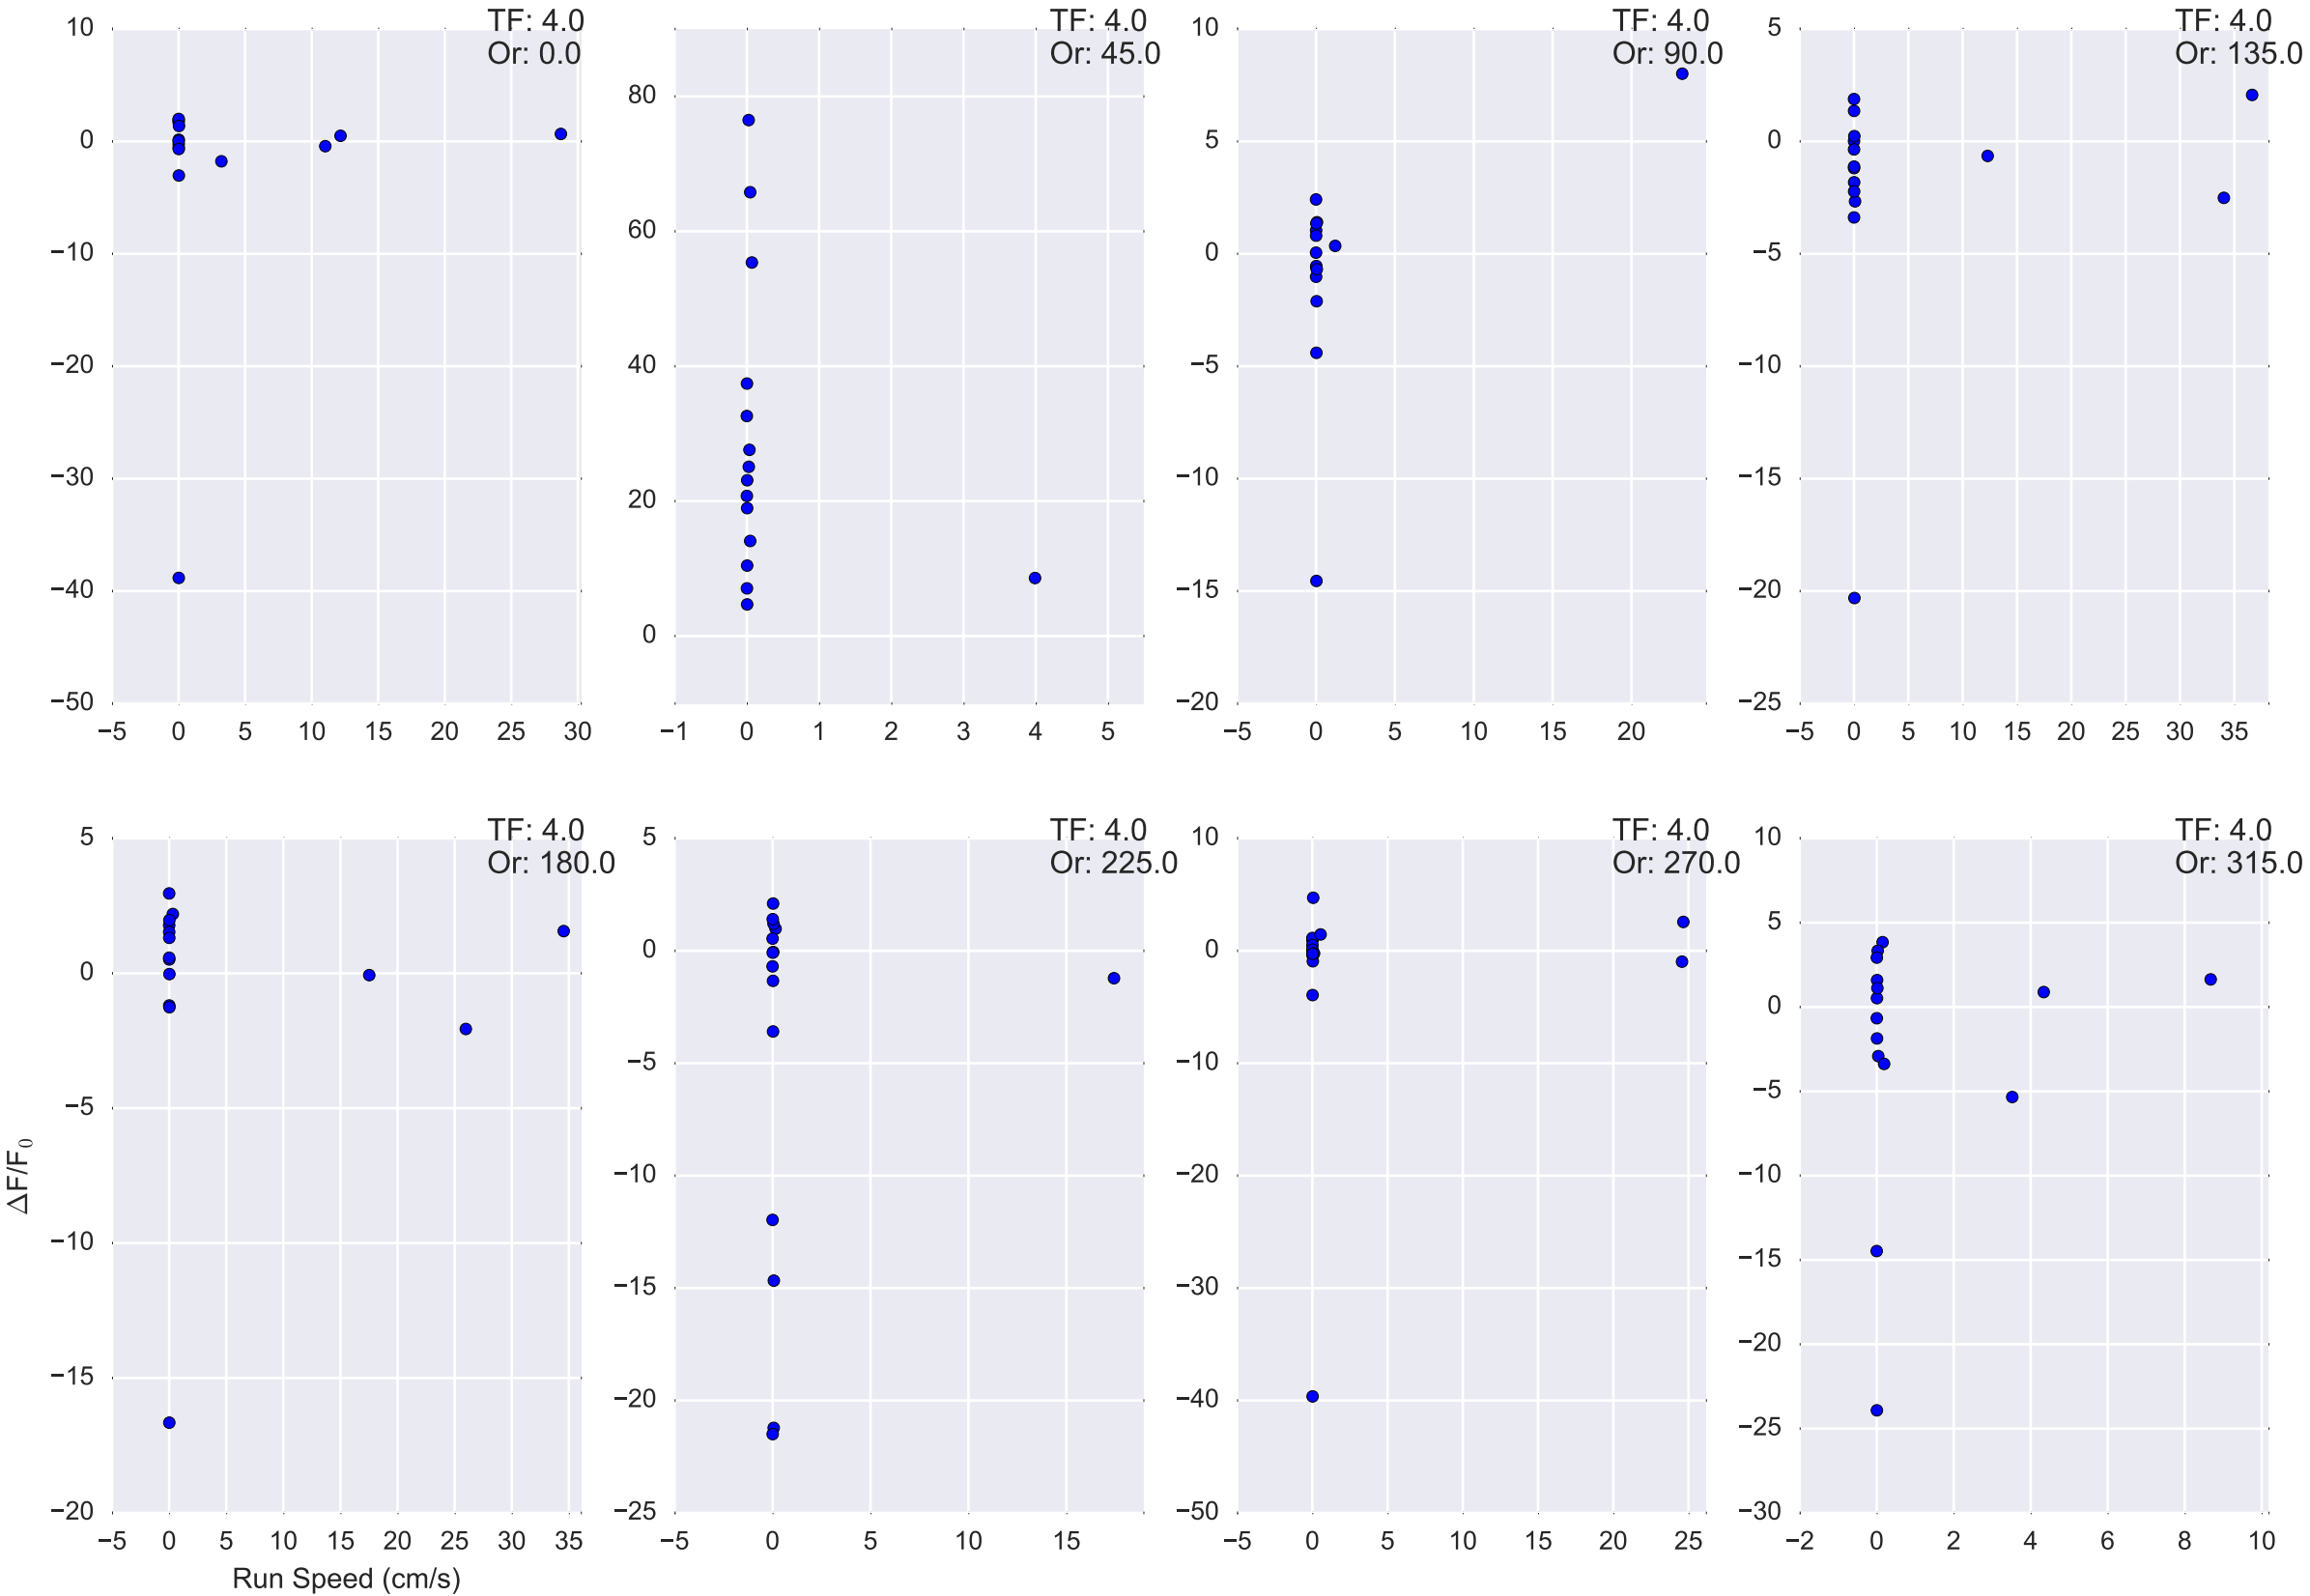 TF: 4.0
Or: 0.0
10
0
−10
−20
−30
−40
−50
−5 0 5 10 15 20 25 30
TF: 4.0
Or: 45.0
80
60
40
20
0
−1 0 1 2 3 4 5
TF: 4.0
Or: 90.0
10
5
0
−5
−10
−15
−20
−5 0 5 10 15 20
TF: 4.0
Or: 135.0
5
0
−5
−10
−15
−20
−25
−5 0 5 10 15 20 25 30 35
TF: 4.0
Or: 180.0
5
0
−5
−10
−15
−20
ΔF/F₀
−5 0 5 10 15 20 25 30 35
Run Speed (cm/s)
TF: 4.0
Or: 225.0
5
0
−5
−10
−15
−20
−25
−5 0 5 10 15
TF: 4.0
Or: 270.0
10
0
−10
−20
−30
−40
−50
−5 0 5 10 15 20 25
TF: 4.0
Or: 315.0
10
5
0
−5
−10
−15
−20
−25
−30
−2 0 2 4 6 8 10